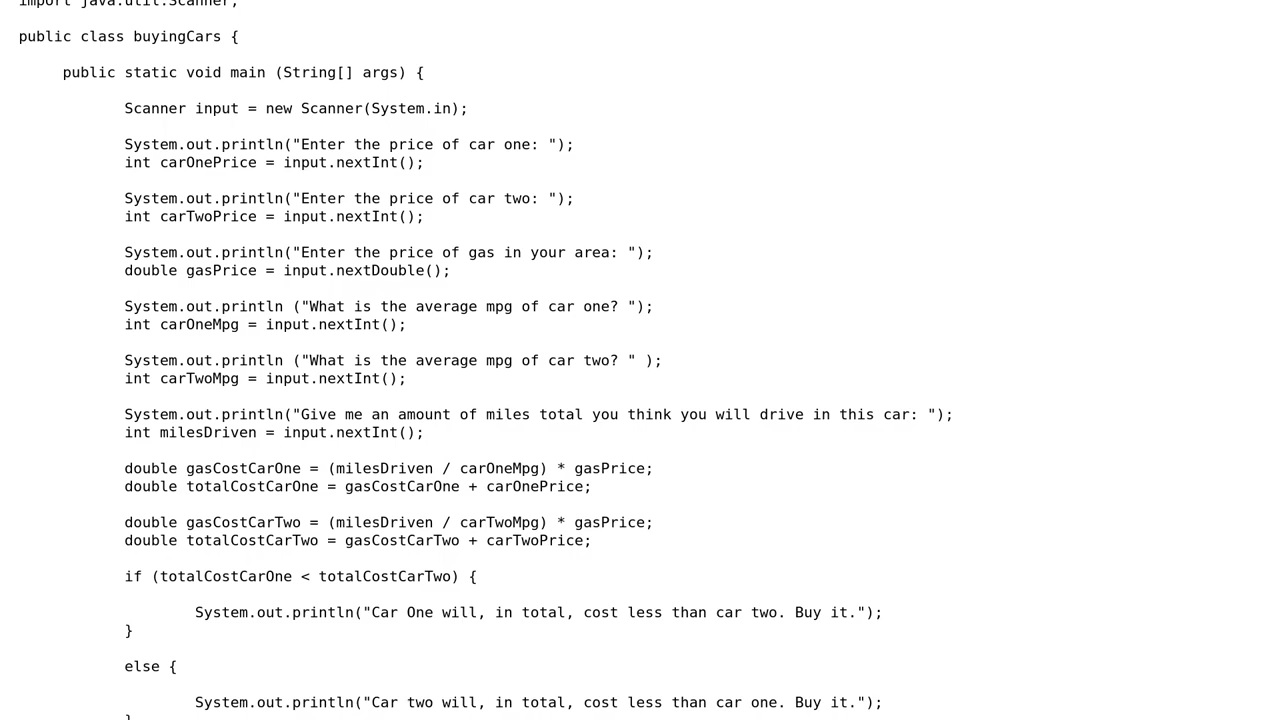 import java.util.Scanner;
public class buyingCars {
public static void main (String[] args) {
Scanner input = new Scanner(System.in);
System.out.println("Enter the price of car one: ");
int carOnePrice = input.nextInt();
System.out.println("Enter the price of car two: ");
int carTwoPrice = input.nextInt();
System.out.println("Enter the price of gas in your area: ");
double gasPrice = input.nextDouble();
System.out.println ("What is the average mpg of car one? ");
int carOneMpg = input.nextInt();
System.out.println ("What is the average mpg of car two? " );
int carTwoMpg = input.nextInt();
System.out.println("Give me an amount of miles total you think you will drive in this car: ");
int milesDriven = input.nextInt();
double gasCostCarOne = (milesDriven / carOneMpg) * gasPrice;
double totalCostCarOne = gasCostCarOne + carOnePrice;
double gasCostCarTwo = (milesDriven / carTwoMpg) * gasPrice;
double totalCostCarTwo = gasCostCarTwo + carTwoPrice;
if (totalCostCarOne < totalCostCarTwo) {
System.out.println("Car One will, in total, cost less than car two. Buy it.");
}
else {
System.out.println("Car two will, in total, cost less than car one. Buy it.");
}